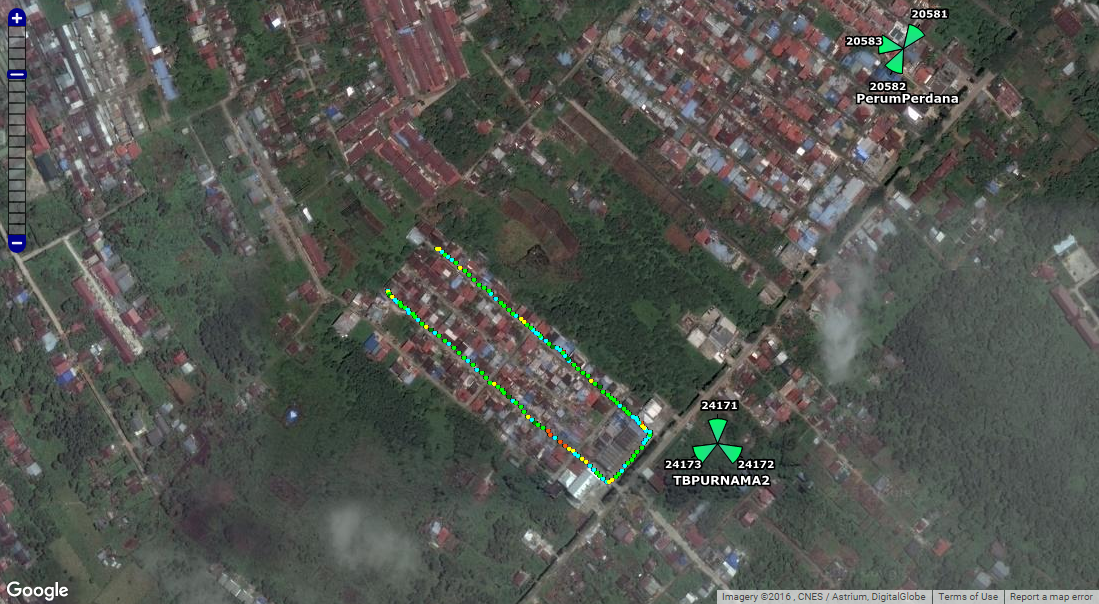 20581
20583
20582
PerumPerdana
24171
24173
24172
TBPURNAMA2
Google
Imagery ©2016 , CNES / Astrium, DigitalGlobe
Terms of Use
Report a map error